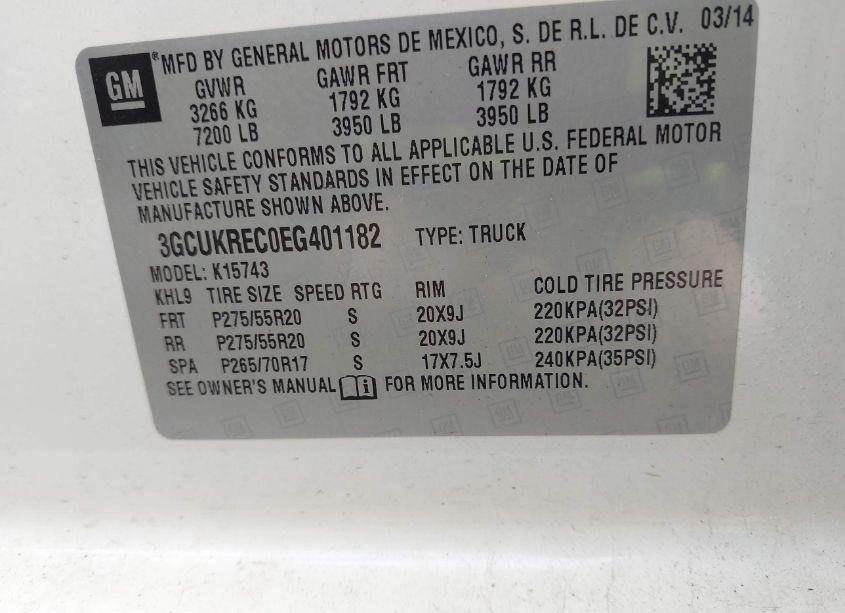 GM ® MFD BY GENERAL MOTORS DE MEXICO, S. DE R.L. DE C.V. 03/14
GVWR GAWR FRT GAWR RR
3266 KG 1792 KG 1792 KG
7200 LB 3950 LB 3950 LB
THIS VEHICLE CONFORMS TO ALL APPLICABLE U.S. FEDERAL MOTOR
VEHICLE SAFETY STANDARDS IN EFFECT ON THE DATE OF
MANUFACTURE SHOWN ABOVE.
3GCUKREC0EG401182 TYPE: TRUCK
MODEL: K15743
KHL9 TIRE SIZE SPEED RTG RIM COLD TIRE PRESSURE
FRT P275/55R20 S 20X9J 220KPA(32PSI)
RR P275/55R20 S 20X9J 220KPA(32PSI)
SPA P265/70R17 S 17X7.5J 240KPA(35PSI)
SEE OWNER'S MANUAL FOR MORE INFORMATION.